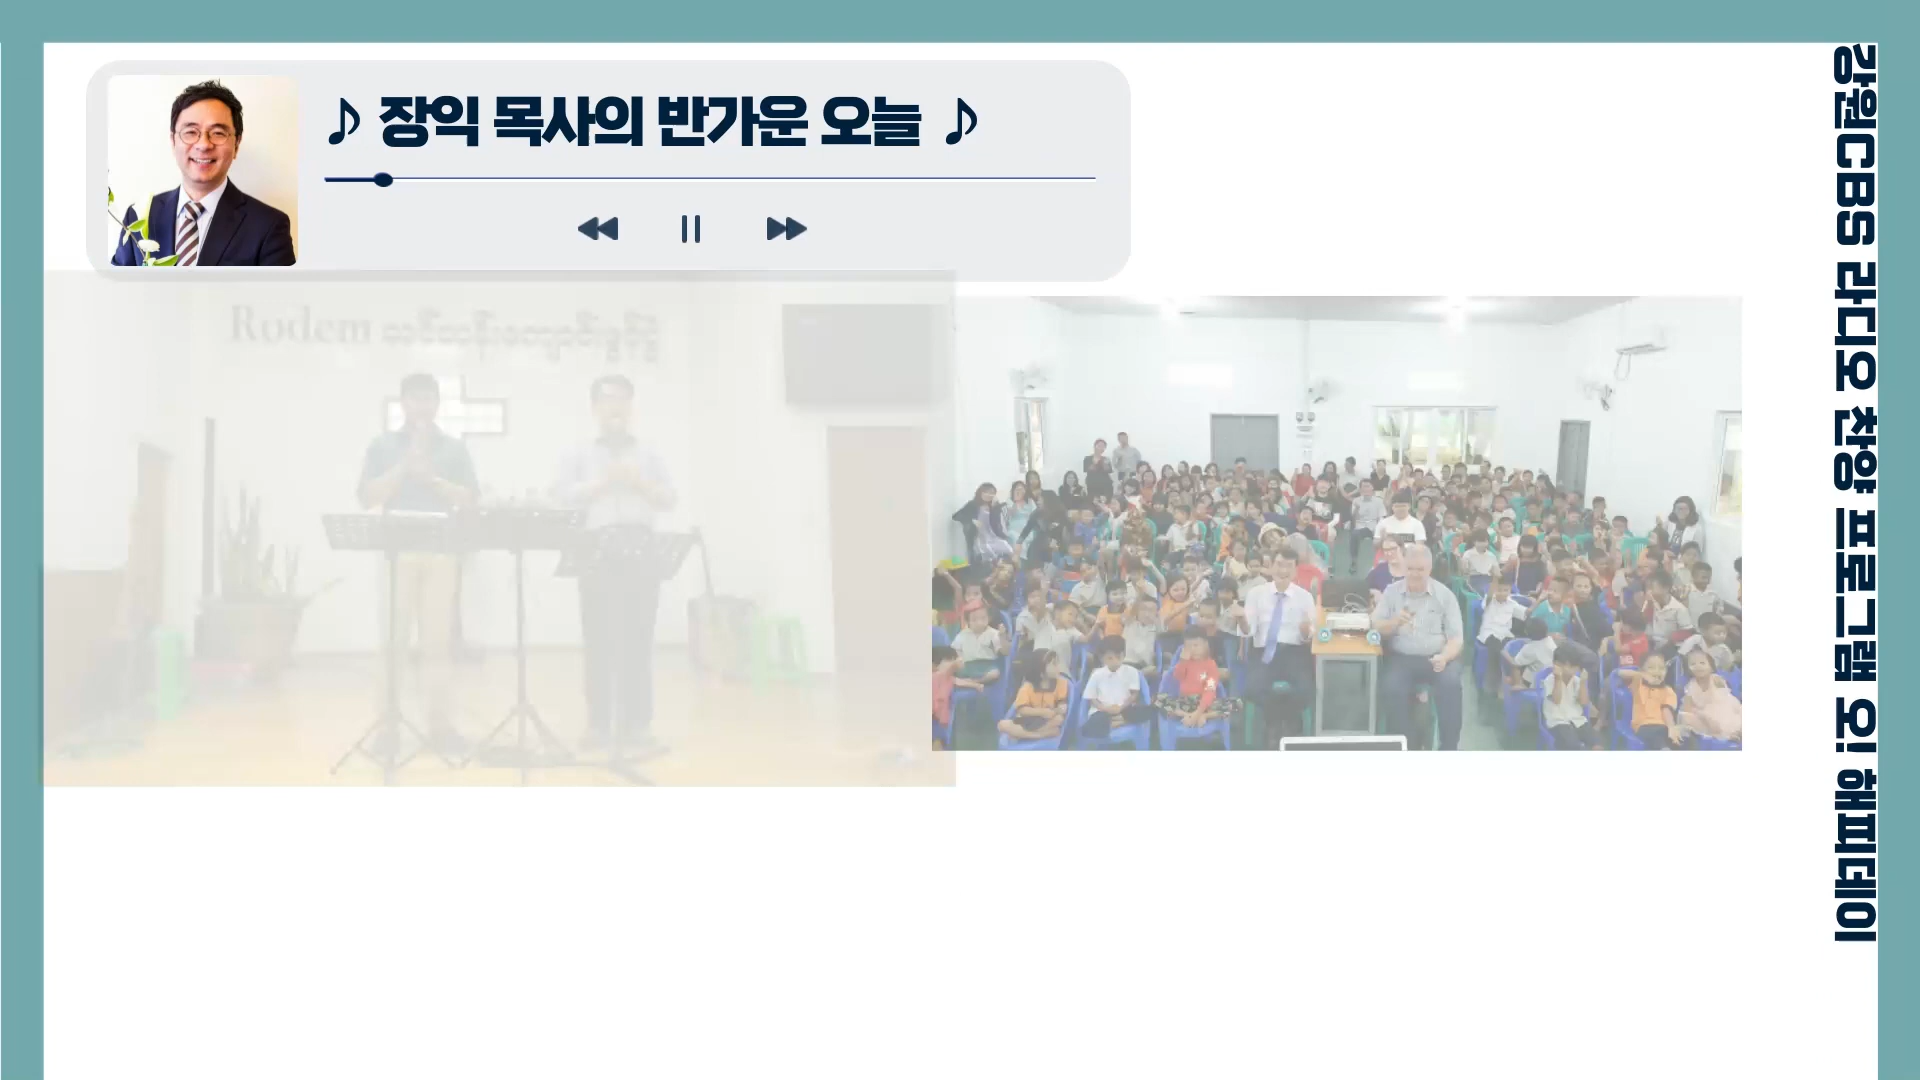 ♪ 장익 목사의 반가운 오늘 ♪
강원CBS 라디오 찬양 프로그램 오! 해피데이
Rodem